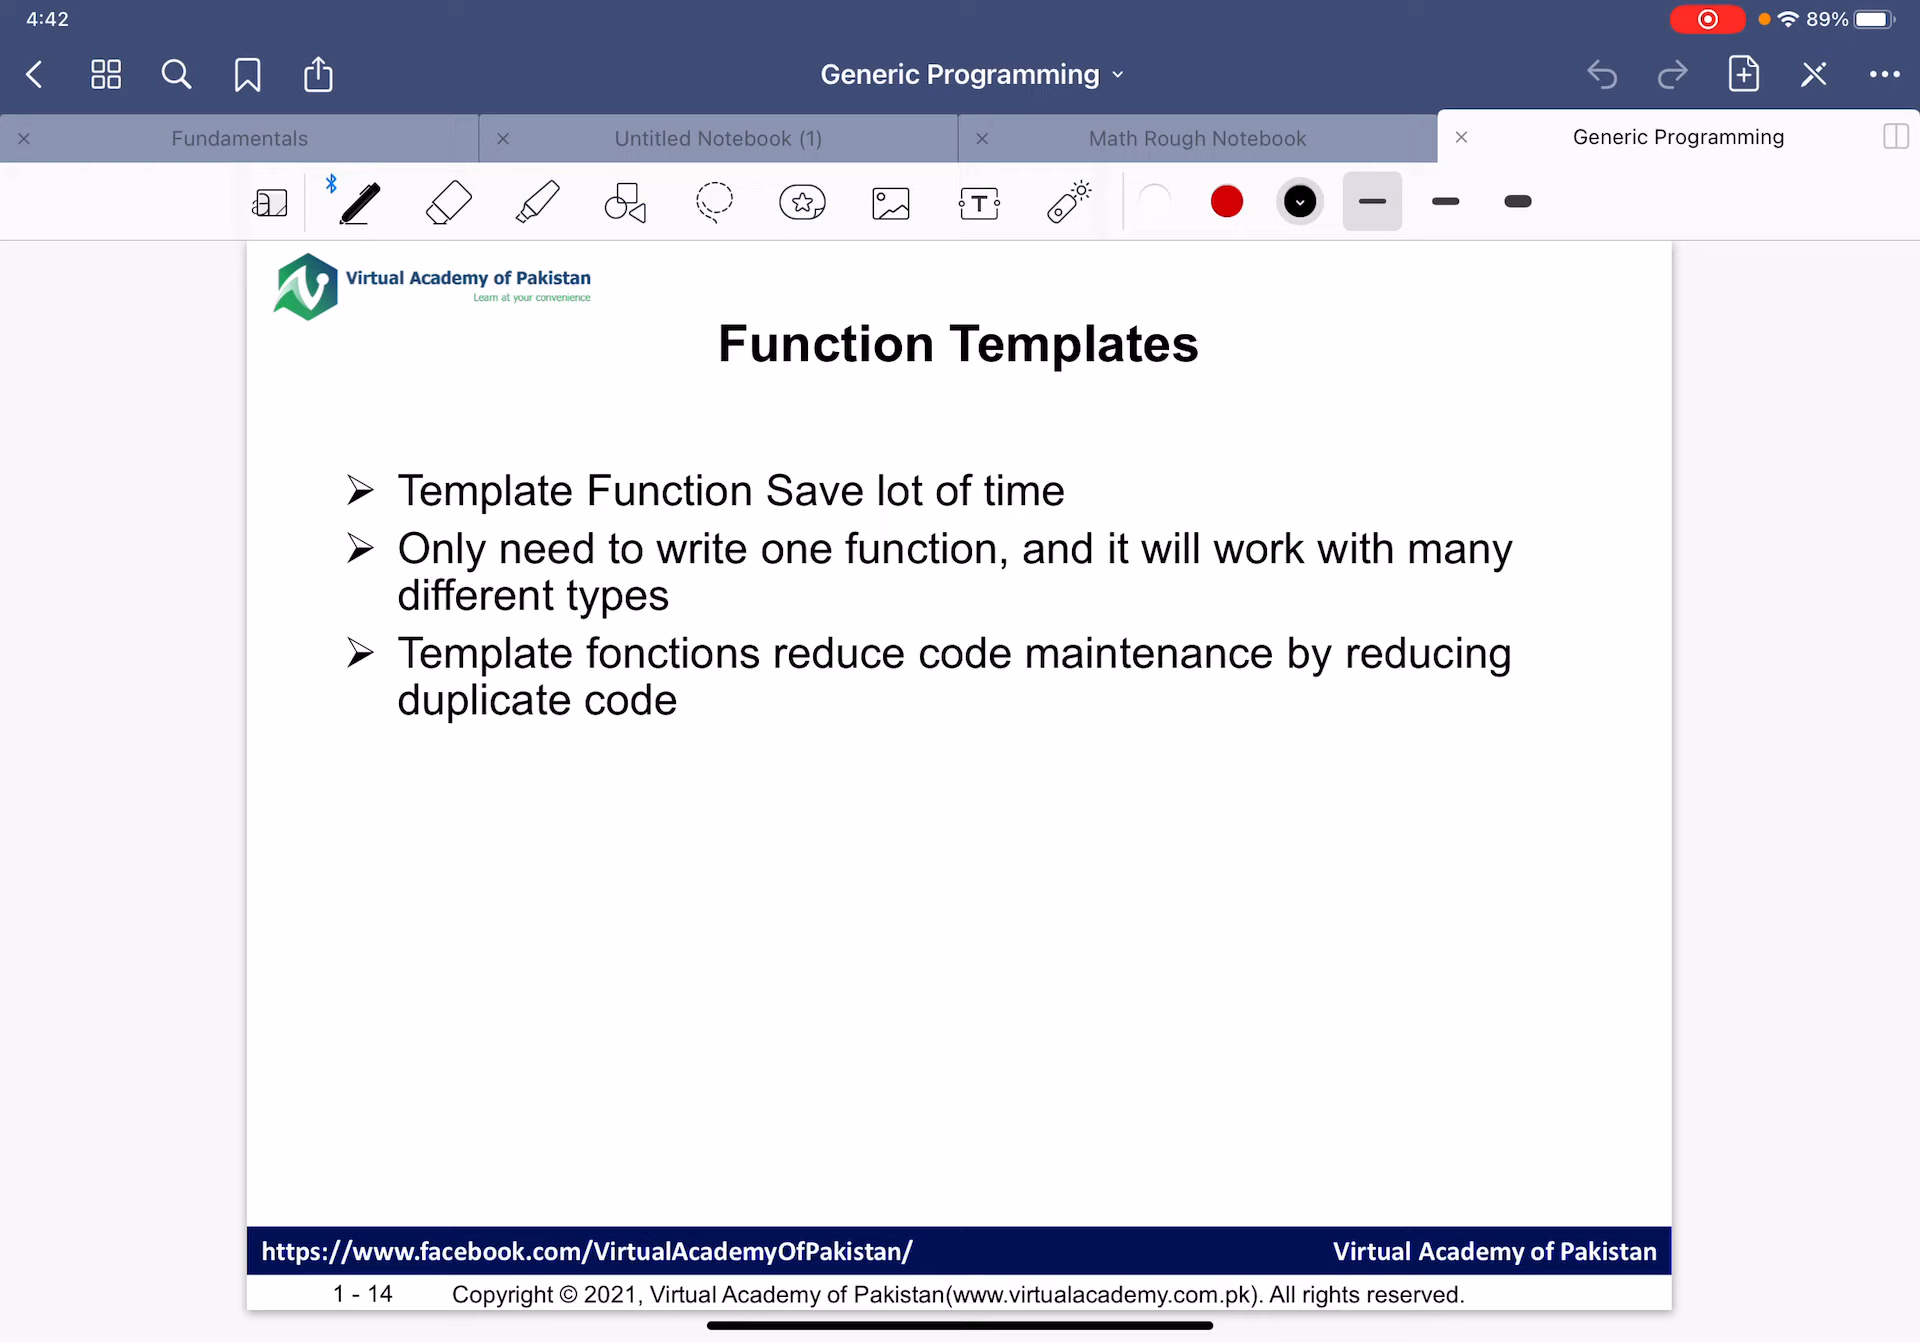 4:42
89%
Generic Programming
Fundamentals
Untitled Notebook (1)
Math Rough Notebook
Generic Programming
Virtual Academy of Pakistan
Learn at your convenience
Function Templates
Template Function Save lot of time
Only need to write one function, and it will work with many
different types
Template fonctions reduce code maintenance by reducing
duplicate code
https://www.facebook.com/VirtualAcademyOfPakistan/
Virtual Academy of Pakistan
1 - 14
Copyright © 2021, Virtual Academy of Pakistan(www.virtualacademy.com.pk). All rights reserved.